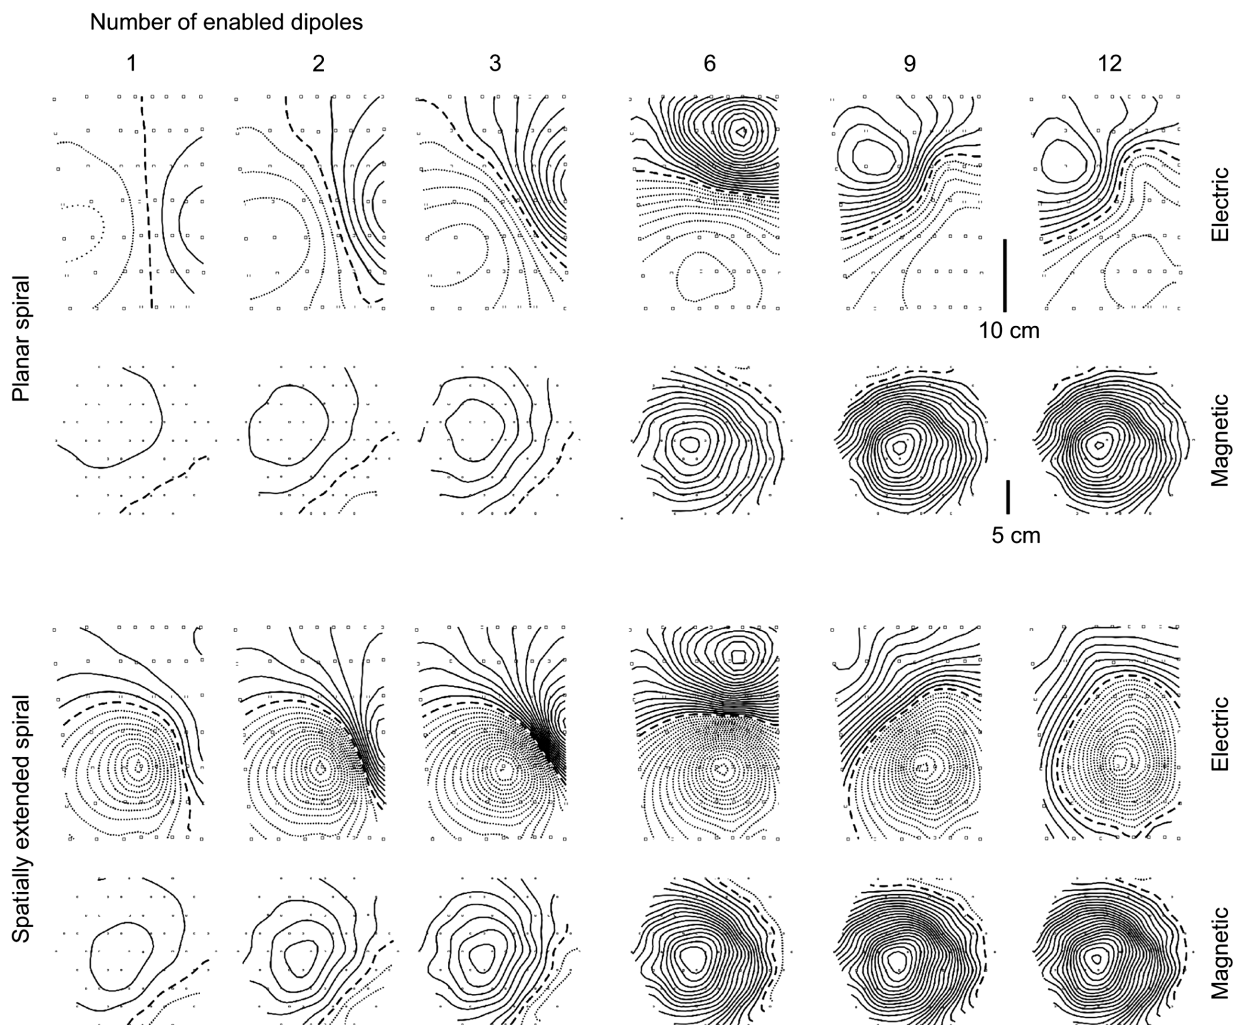 Number of enabled dipoles
1 2 3 6 9 12
Planar spiral
Electric
10 cm
Magnetic
5 cm
Spatially extended spiral
Electric
Magnetic